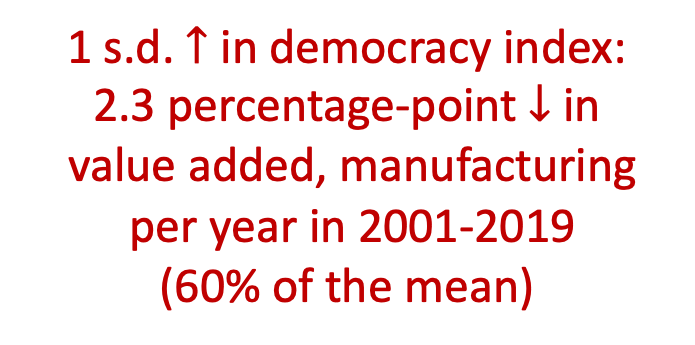 1 s.d. ↑ in democracy index:
2.3 percentage-point ↓ in
value added, manufacturing
per year in 2001-2019
(60% of the mean)